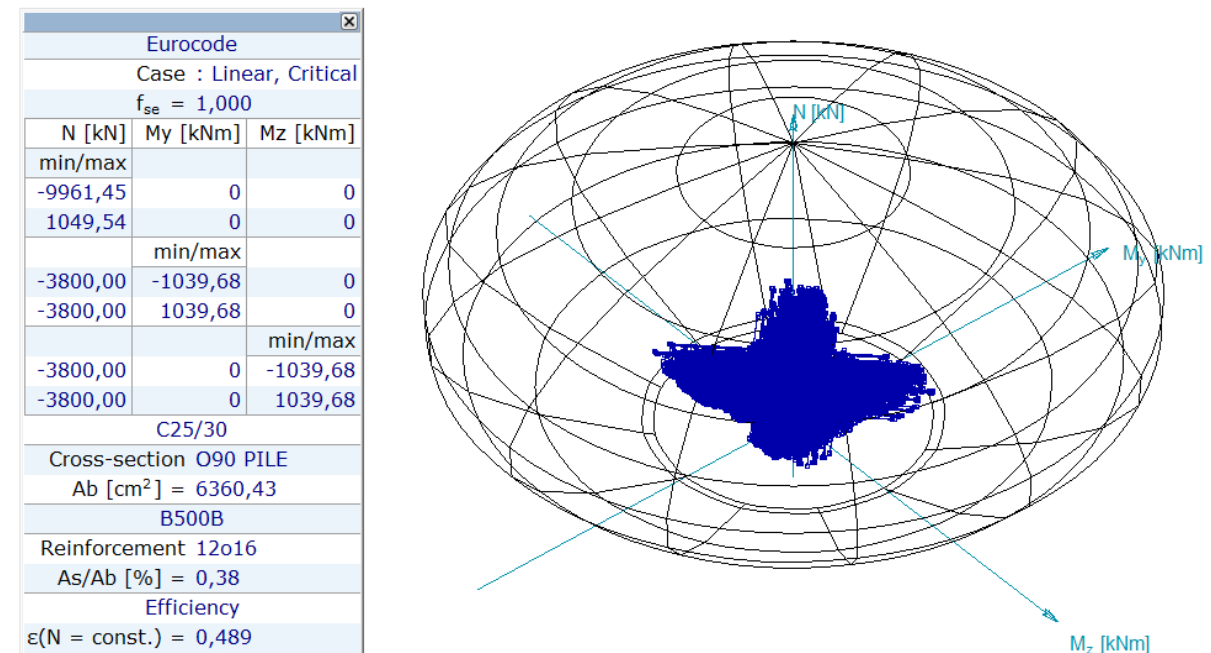 Eurocode
Case : Linear, Critical
fse = 1,000
N [kN] My [kNm] Mz [kNm]
min/max
-9961,45 0 0
1049,54 0 0
min/max
-3800,00 -1039,68 0
-3800,00 1039,68 0
min/max
-3800,00 0 -1039,68
-3800,00 0 1039,68
C25/30
Cross-section O90 PILE
Ab [cm²] = 6360,43
B500B
Reinforcement 12o16
As/Ab [%] = 0,38
Efficiency
ε(N = const.) = 0,489
N [kN]
My [kNm]
Mz [kNm]